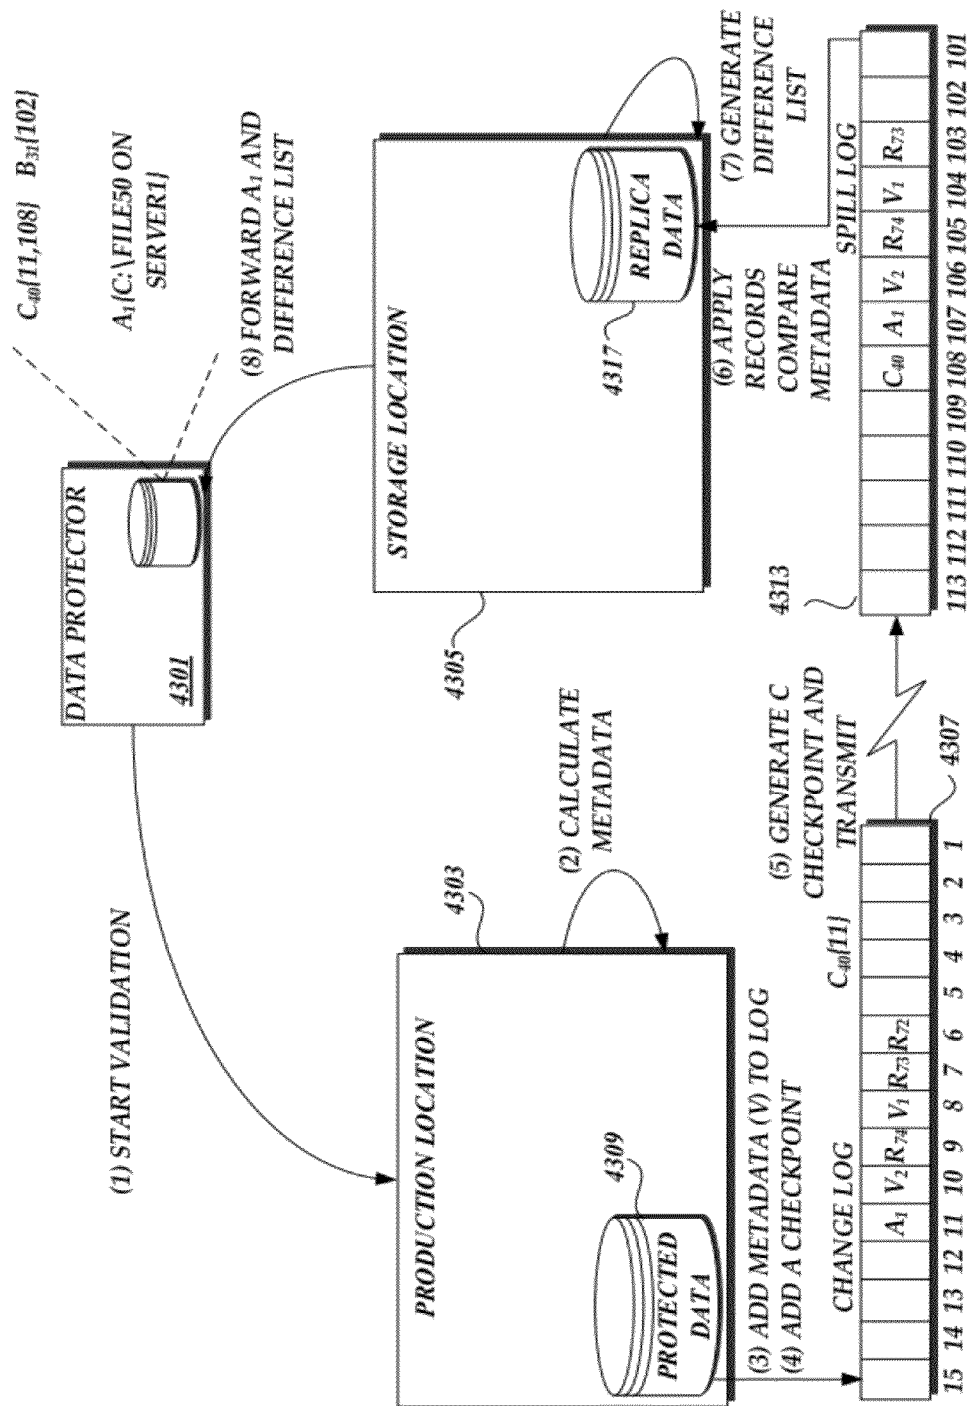 C₄₀{11,108} B₃₁{102}
DATA PROTECTOR
A₁{C:\FILE50 ON
SERVER1}
(1) START VALIDATION
4301
(8) FORWARD A₁ AND
DIFFERENCE LIST
PRODUCTION LOCATION
4303
STORAGE LOCATION
4305
(2) CALCULATE
METADATA
4309
PROTECTED
DATA
4317
REPLICA
DATA
(7) GENERATE
DIFFERENCE
LIST
(3) ADD METADATA (V) TO LOG
(4) ADD A CHECKPOINT
(5) GENERATE C
CHECKPOINT AND
TRANSMIT
(6) APPLY
RECORDS
COMPARE
METADATA
4313
CHANGE LOG
C₄₀{11}
SPILL LOG
A₁ V₂ R₇₄ V₁ R₇₃ R₇₂
C₄₀ A₁ V₂ R₇₄ V₁ R₇₃
15 14 13 12 11 10 9 8 7 6 5 4 3 2 1
4307
113 112 111 110 109 108 107 106 105 104 103 102 101